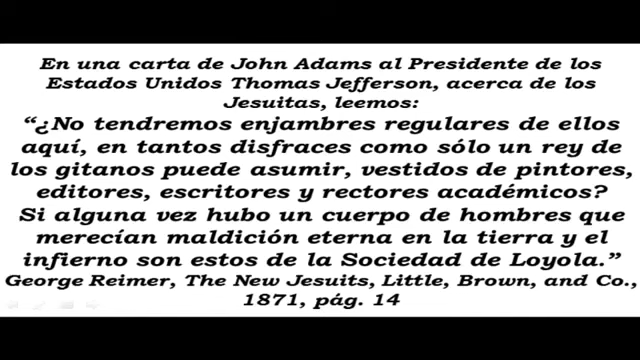 En una carta de John Adams al Presidente de los
Estados Unidos Thomas Jefferson, acerca de los
Jesuitas, leemos:
“¿No tendremos enjambres regulares de ellos
aquí, en tantos disfraces como sólo un rey de
los gitanos puede asumir, vestidos de pintores,
editores, escritores y rectores académicos?
Si alguna vez hubo un cuerpo de hombres que
merecían maldición eterna en la tierra y el
infierno son estos de la Sociedad de Loyola.”
George Reimer, The New Jesuits, Little, Brown, and Co.,
1871, pág. 14